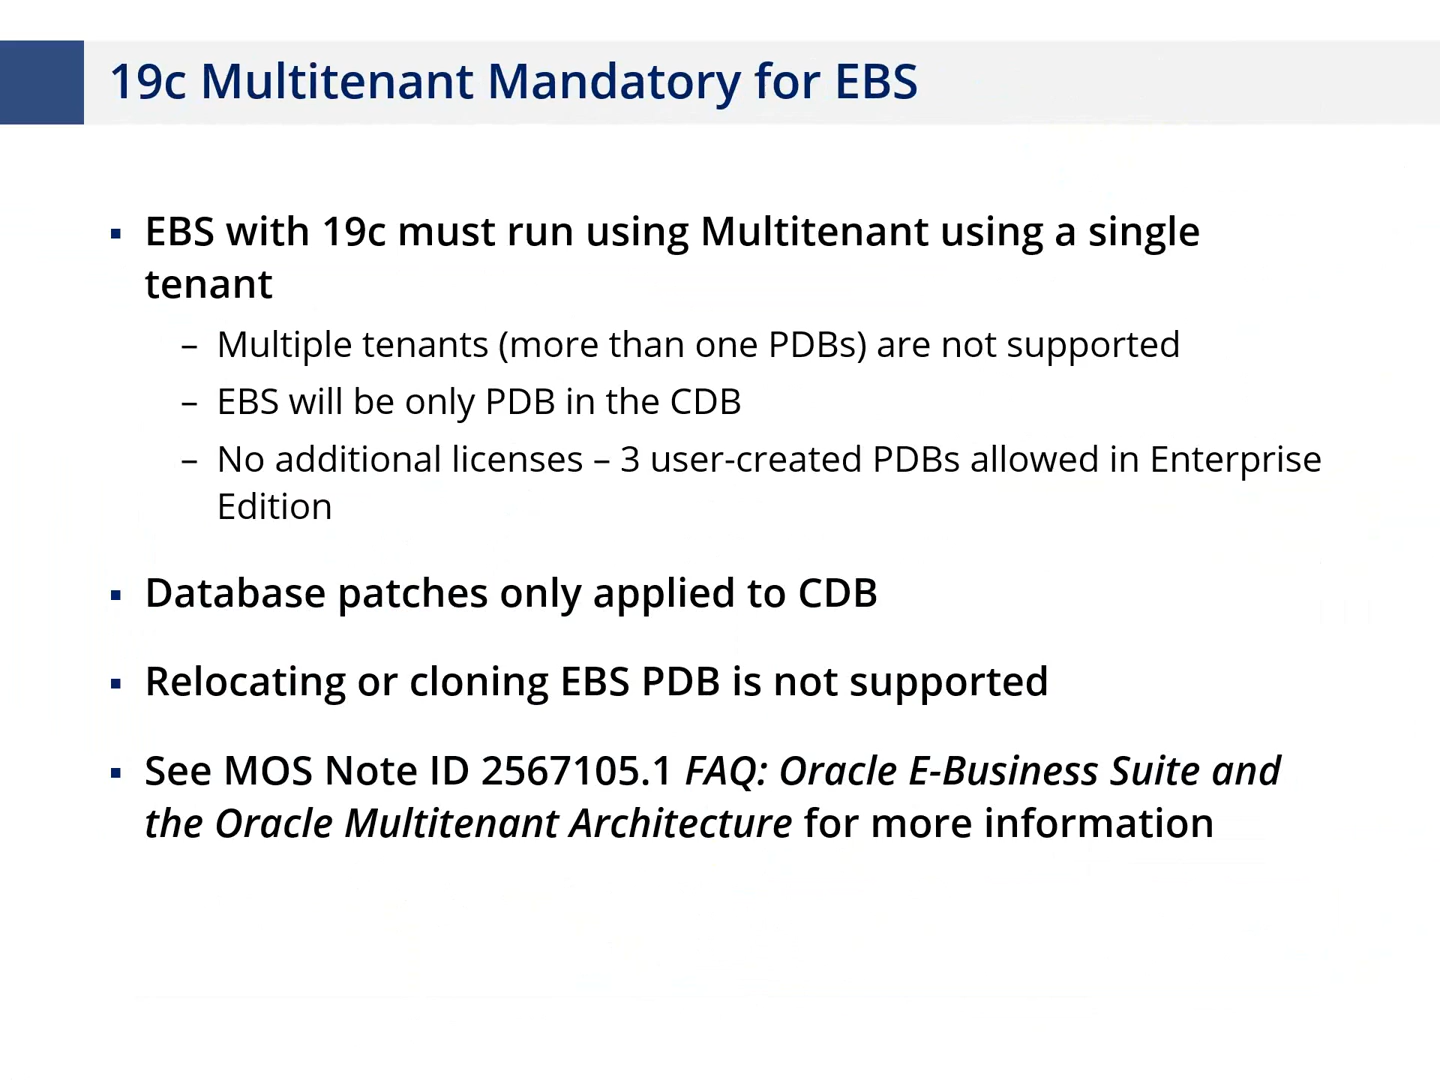 19c Multitenant Mandatory for EBS
▪ EBS with 19c must run using Multitenant using a single
tenant
– Multiple tenants (more than one PDBs) are not supported
– EBS will be only PDB in the CDB
– No additional licenses – 3 user-created PDBs allowed in Enterprise
Edition
▪ Database patches only applied to CDB
▪ Relocating or cloning EBS PDB is not supported
▪ See MOS Note ID 2567105.1 FAQ: Oracle E-Business Suite and
the Oracle Multitenant Architecture for more information